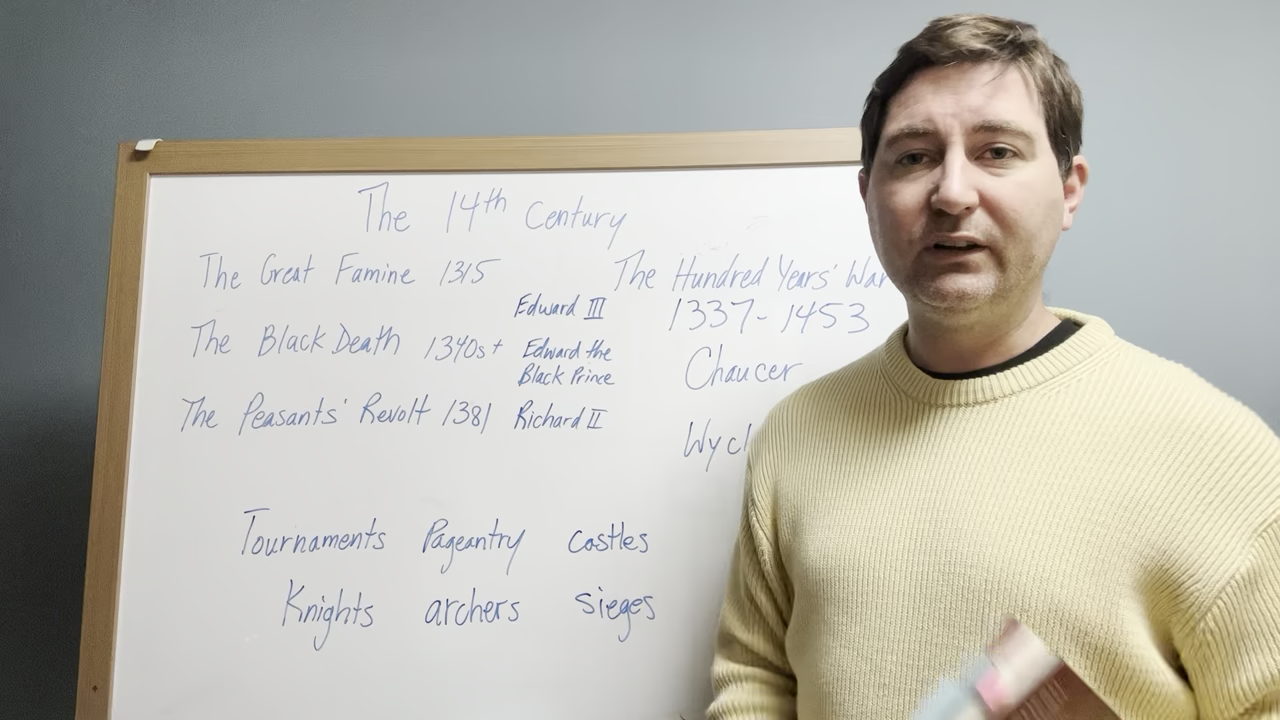 The 14th Century
The Great Famine 1315
The Black Death 1340s+
The Peasants' Revolt 1381
Edward III
Edward the
Black Prince
Richard II
The Hundred Years' War
1337-1453
Chaucer
Wycl
Tournaments Pageantry castles
Knights archers sieges